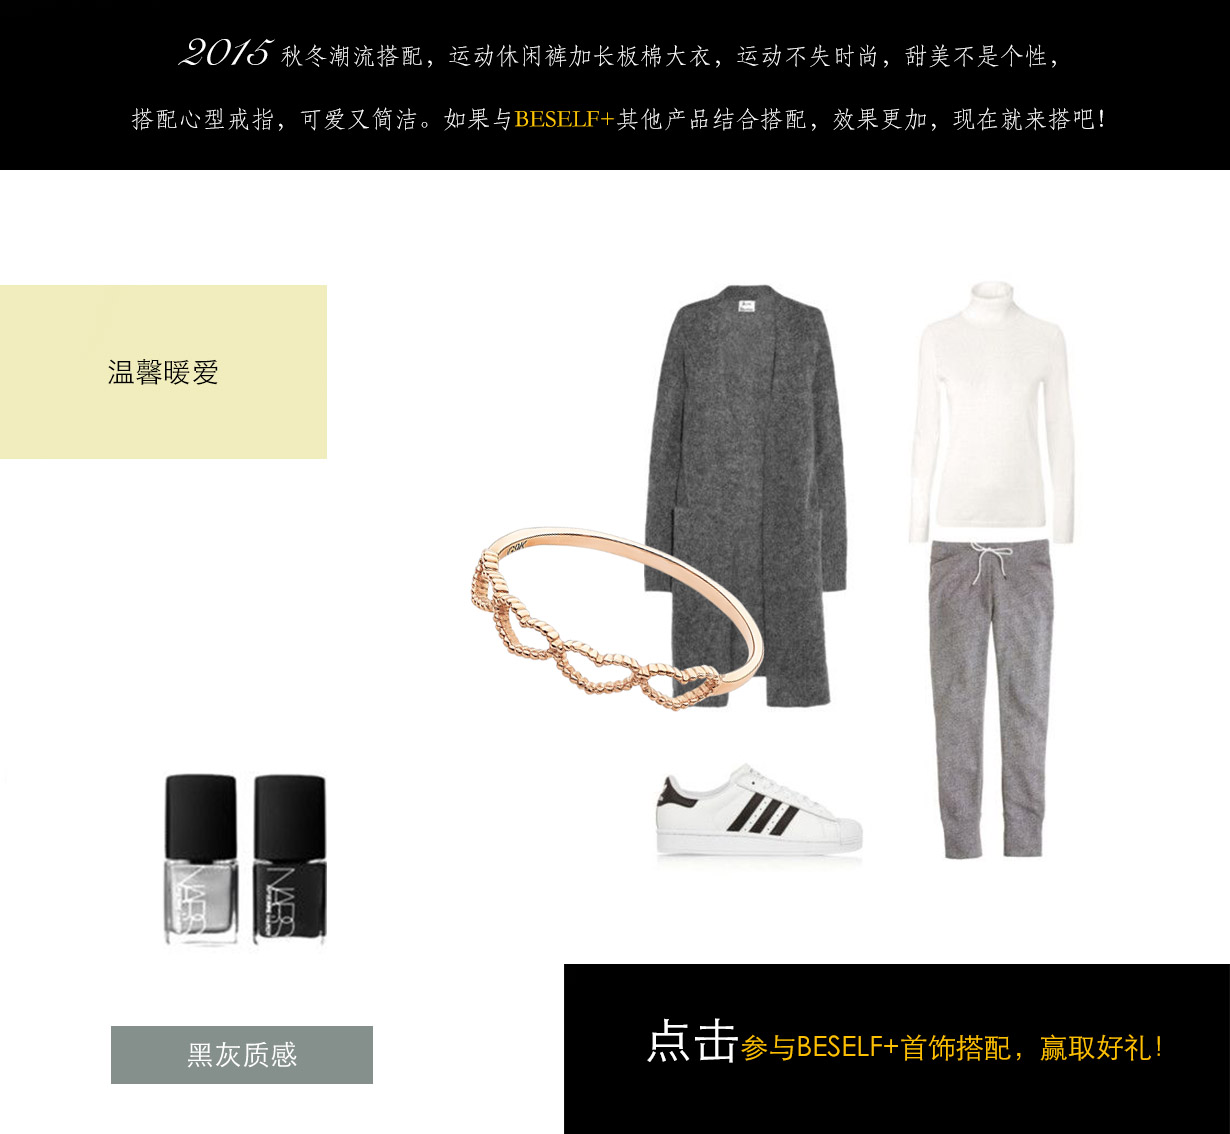 2015 秋冬潮流搭配，运动休闲裤加长板棉大衣，运动不失时尚，甜美不是个性，
搭配心型戒指，可爱又简洁。如果与BESELF+其他产品结合搭配，效果更加，现在就来搭吧！
温馨暖爱
NARS
NARS
黑灰质感
点击参与BESELF+首饰搭配，赢取好礼！